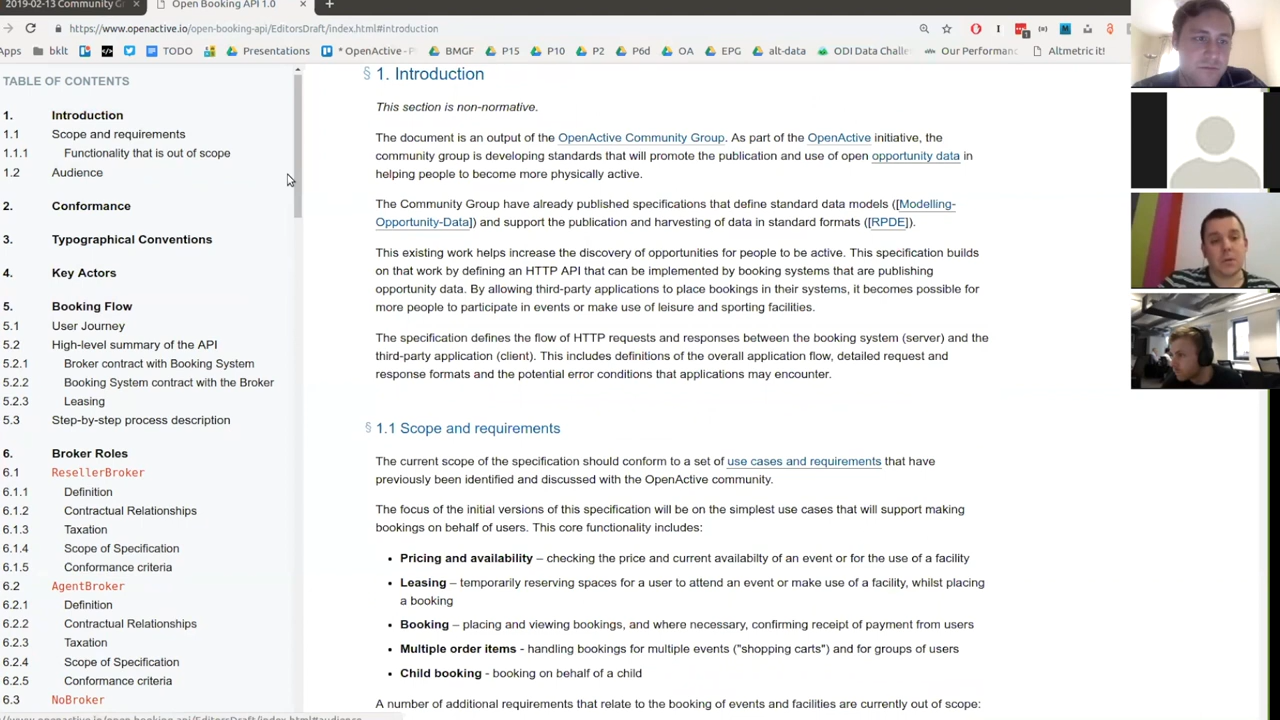 2019-02-13 Community G
Open Booking API 1.0
https://www.openactive.io/open-booking-api/EditorsDraft/index.html#introduction
Apps bklt TODO Presentations * OpenActive - P BMGF P15 P10 P2 P6d OA EPG alt-data ODI Data Challe Our Performanc Altmetric it!
TABLE OF CONTENTS
1. Introduction
1.1 Scope and requirements
1.1.1 Functionality that is out of scope
1.2 Audience
2. Conformance
3. Typographical Conventions
4. Key Actors
5. Booking Flow
5.1 User Journey
5.2 High-level summary of the API
5.2.1 Broker contract with Booking System
5.2.2 Booking System contract with the Broker
5.2.3 Leasing
5.3 Step-by-step process description
6. Broker Roles
6.1 ResellerBroker
6.1.1 Definition
6.1.2 Contractual Relationships
6.1.3 Taxation
6.1.4 Scope of Specification
6.1.5 Conformance criteria
6.2 AgentBroker
6.2.1 Definition
6.2.2 Contractual Relationships
6.2.3 Taxation
6.2.4 Scope of Specification
6.2.5 Conformance criteria
6.3 NoBroker
§ 1. Introduction
This section is non-normative.
The document is an output of the OpenActive Community Group. As part of the OpenActive initiative, the
community group is developing standards that will promote the publication and use of open opportunity data in
helping people to become more physically active.
The Community Group have already published specifications that define standard data models ([Modelling-
Opportunity-Data]) and support the publication and harvesting of data in standard formats ([RPDE]).
This existing work helps increase the discovery of opportunities for people to be active. This specification builds
on that work by defining an HTTP API that can be implemented by booking systems that are publishing
opportunity data. By allowing third-party applications to place bookings in their systems, it becomes possible for
more people to participate in events or make use of leisure and sporting facilities.
The specification defines the flow of HTTP requests and responses between the booking system (server) and the
third-party application (client). This includes definitions of the overall application flow, detailed request and
response formats and the potential error conditions that applications may encounter.
§ 1.1 Scope and requirements
The current scope of the specification should conform to a set of use cases and requirements that have
previously been identified and discussed with the OpenActive community.
The focus of the initial versions of this specification will be on the simplest use cases that will support making
bookings on behalf of users. This core functionality includes:
• Pricing and availability – checking the price and current availabilty of an event or for the use of a facility
• Leasing – temporarily reserving spaces for a user to attend an event or make use of a facility, whilst placing
a booking
• Booking – placing and viewing bookings, and where necessary, confirming receipt of payment from users
• Multiple order items - handling bookings for multiple events ("shopping carts") and for groups of users
• Child booking - booking on behalf of a child
A number of additional requirements that relate to the booking of events and facilities are currently out of scope: